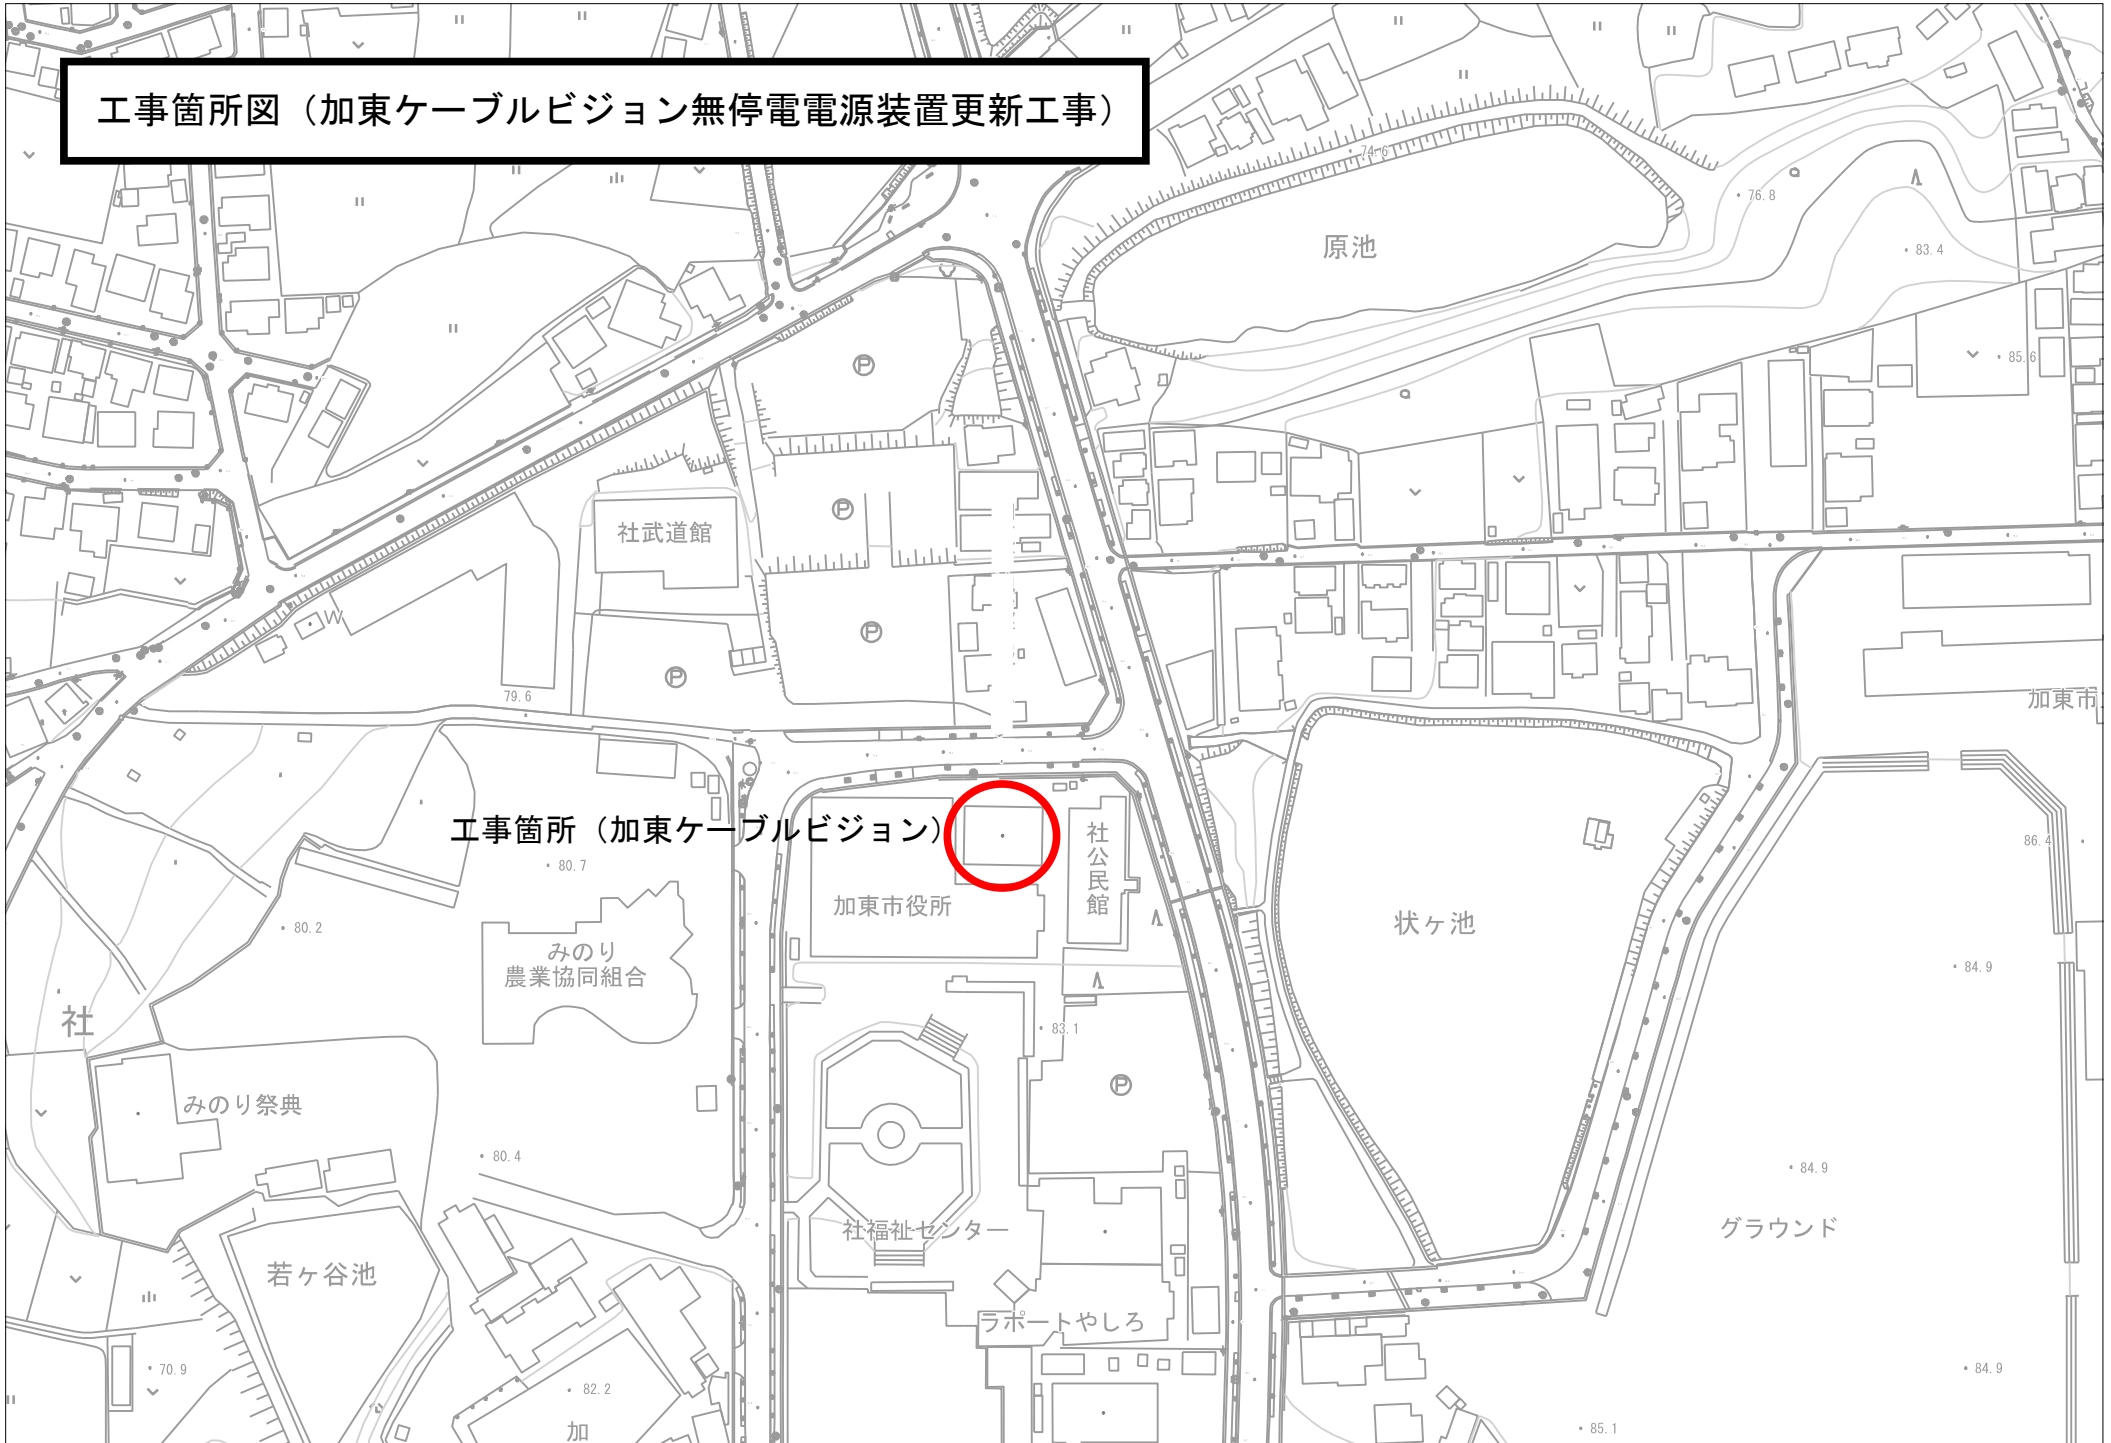 工事箇所図（加東ケーブルビジョン無停電電源装置更新工事）
74.6
76.8
原池
83.4
85.6
Ⓟ
Ⓟ
社武道館
Ⓟ
W
Ⓟ
79.6
加東市
工事箇所（加東ケーブルビジョン）
社公民館
86.4
80.7
加東市役所
状ヶ池
80.2
みのり
農業協同組合
84.9
社
83.1
Ⓟ
みのり祭典
80.4
84.9
社福祉センター
グラウンド
若ヶ谷池
ラポートやしろ
70.9
84.9
82.2
加
85.1